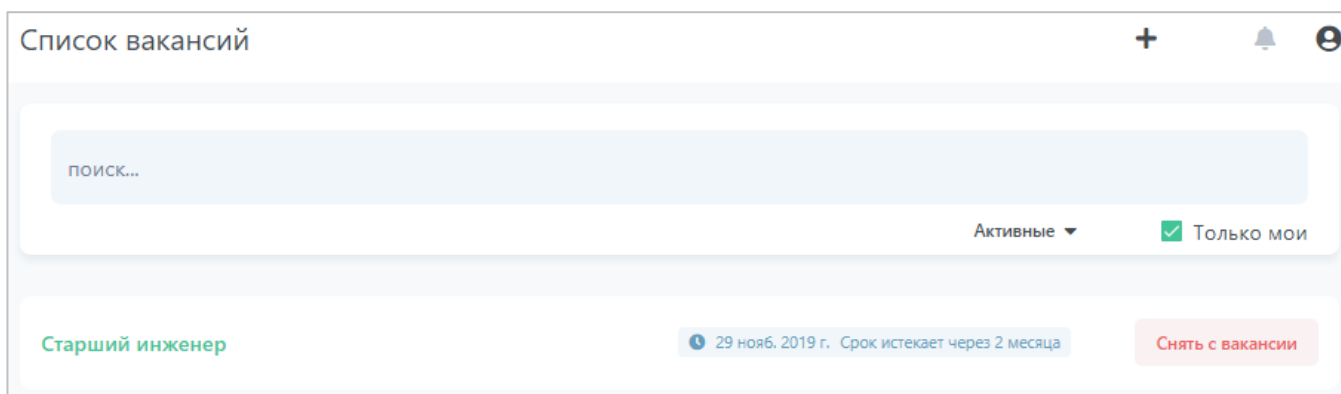 Список вакансий
поиск...
Активные
Только мои
Старший инженер
29 нояб. 2019 г. Срок истекает через 2 месяца
Снять с вакансии